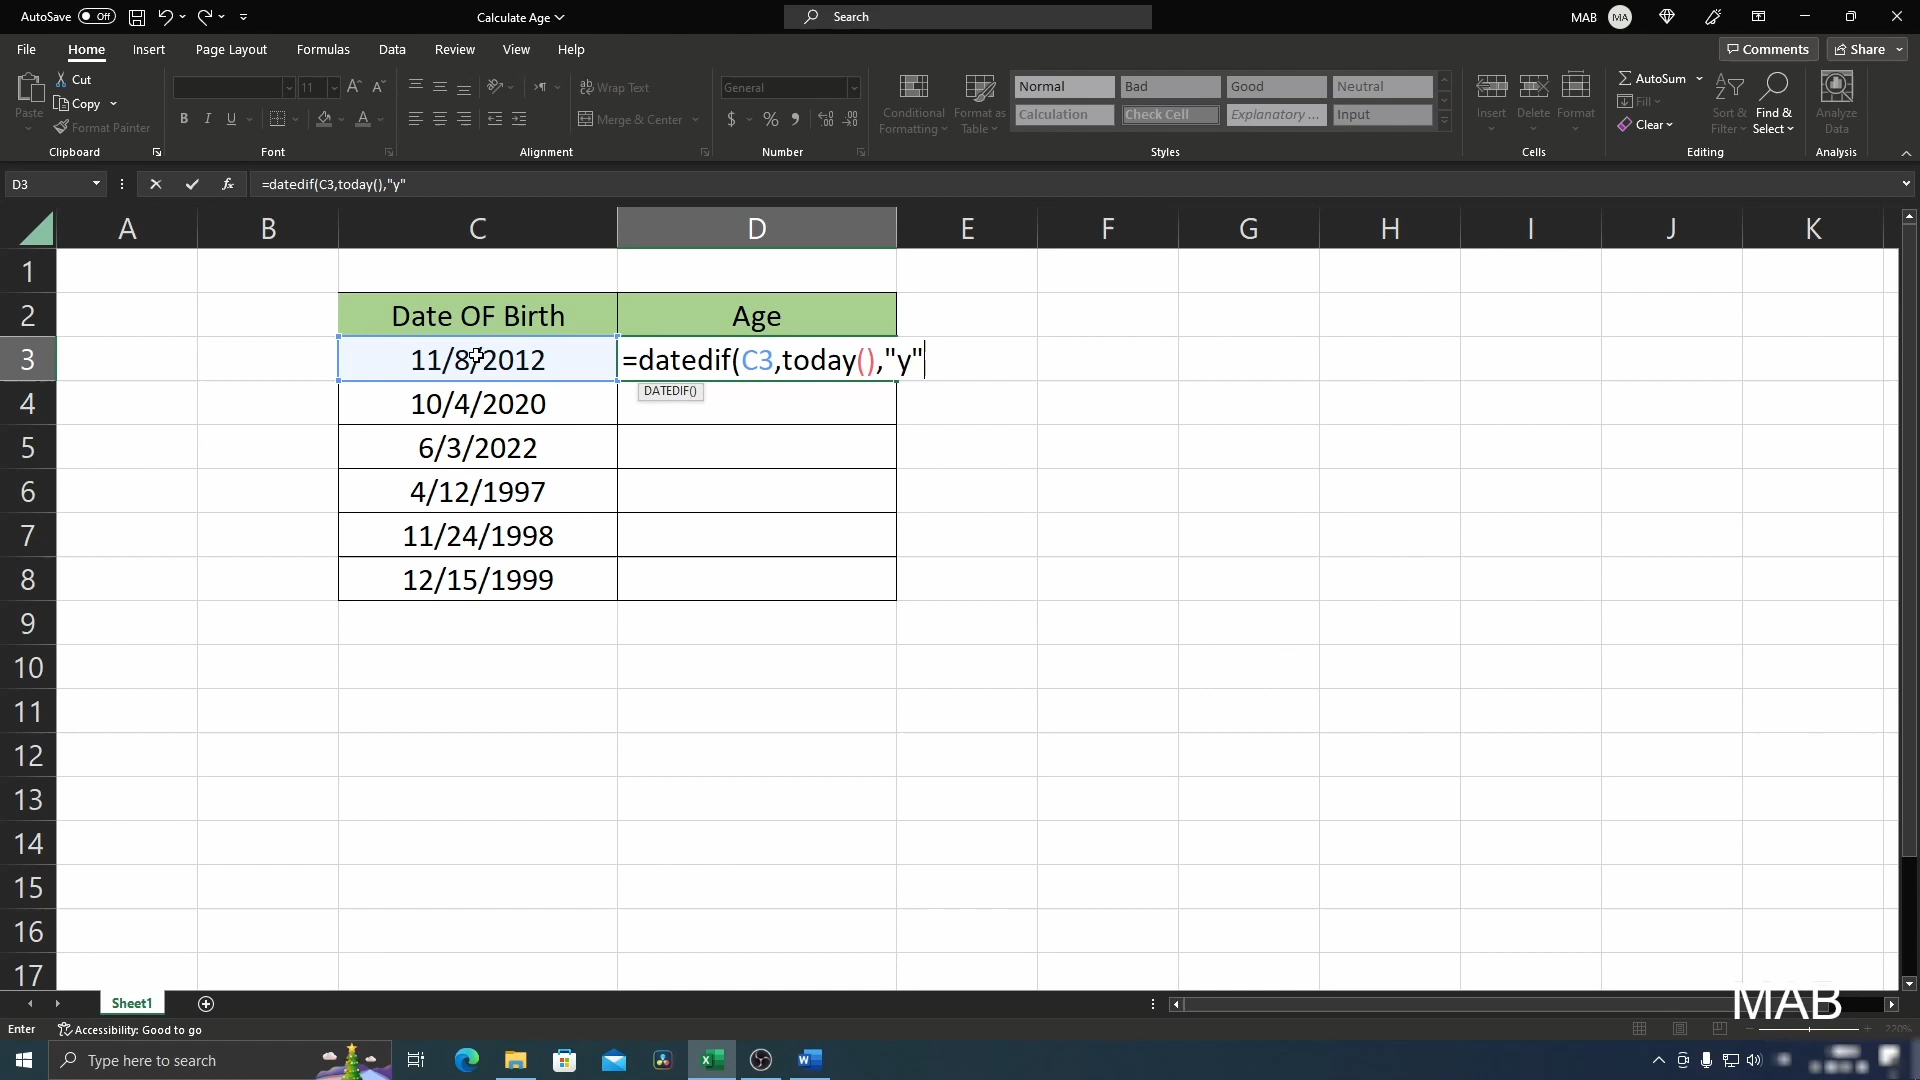 AutoSave Off
Calculate Age
Search
MAB MA
File Home Insert Page Layout Formulas Data Review View Help
Comments Share
Paste
Cut
Copy
Format Painter
Clipboard
11
Font
Wrap Text
Merge & Center
Alignment
General
Number
Conditional Formatting
Format as Table
Normal Bad Good Neutral
Calculation Check Cell Explanatory ... Input
Styles
Insert Delete Format
Cells
AutoSum
Fill
Clear
Sort & Filter
Find & Select
Editing
Analyze Data
Analysis
D3 =datedif(C3,today(),"y"
A B C D E F G H I J K
1
2 Date OF Birth Age
3 11/8/2012 =datedif(C3,today(),"y"
DATEDIF()
4 10/4/2020
5 6/3/2022
6 4/12/1997
7 11/24/1998
8 12/15/1999
9
10
11
12
13
14
15
16
17
Sheet1
MAB
Enter Accessibility: Good to go
220%
Type here to search